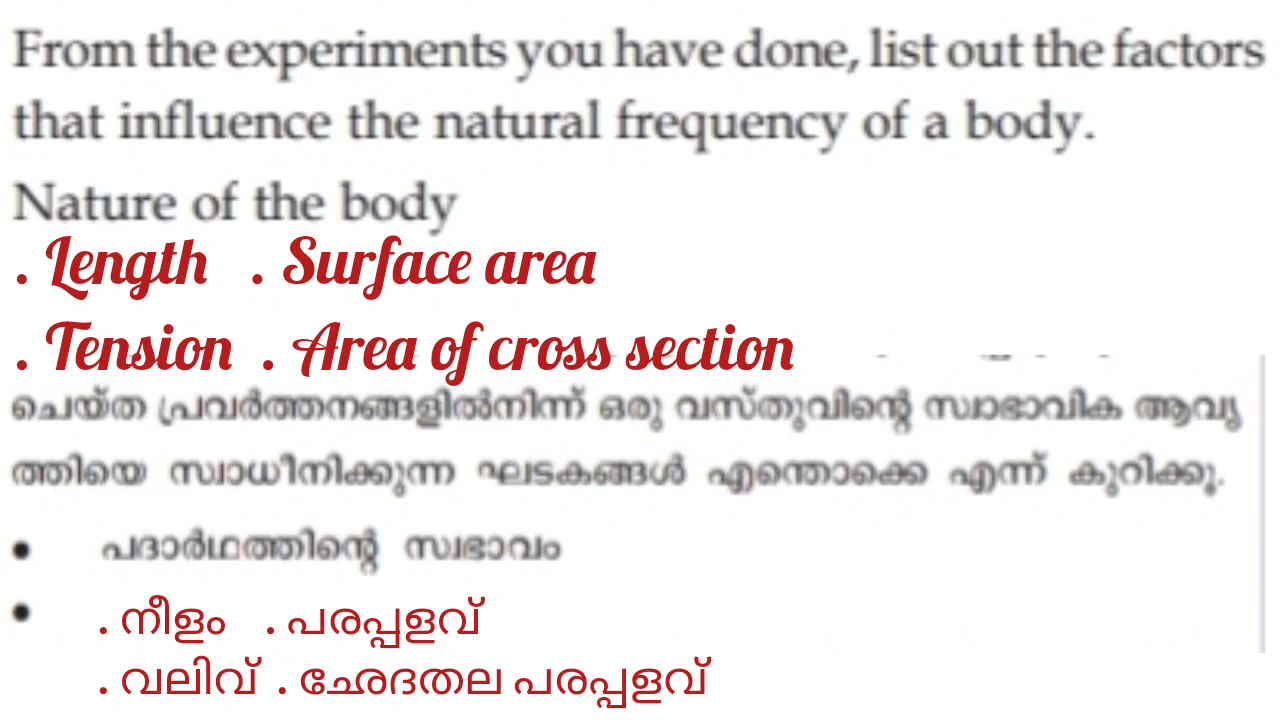 From the experiments you have done, list out the factors
that influence the natural frequency of a body.
Nature of the body
. Length . Surface area
. Tension . Area of cross section
ചെയ്ത പ്രവർത്തനങ്ങളിൽനിന്ന് ഒരു വസ്തുവിന്റെ സ്വാഭാവിക ആവൃ
ത്തിയെ സ്വാധീനിക്കുന്ന ഘടകങ്ങൾ എന്തൊക്കെ എന്ന് കുറിക്കൂ.
• പദാർഥത്തിന്റെ സ്വഭാവം
• . നീളം . പരപ്പളവ്
. വലിവ് . ഛേദതല പരപ്പളവ്